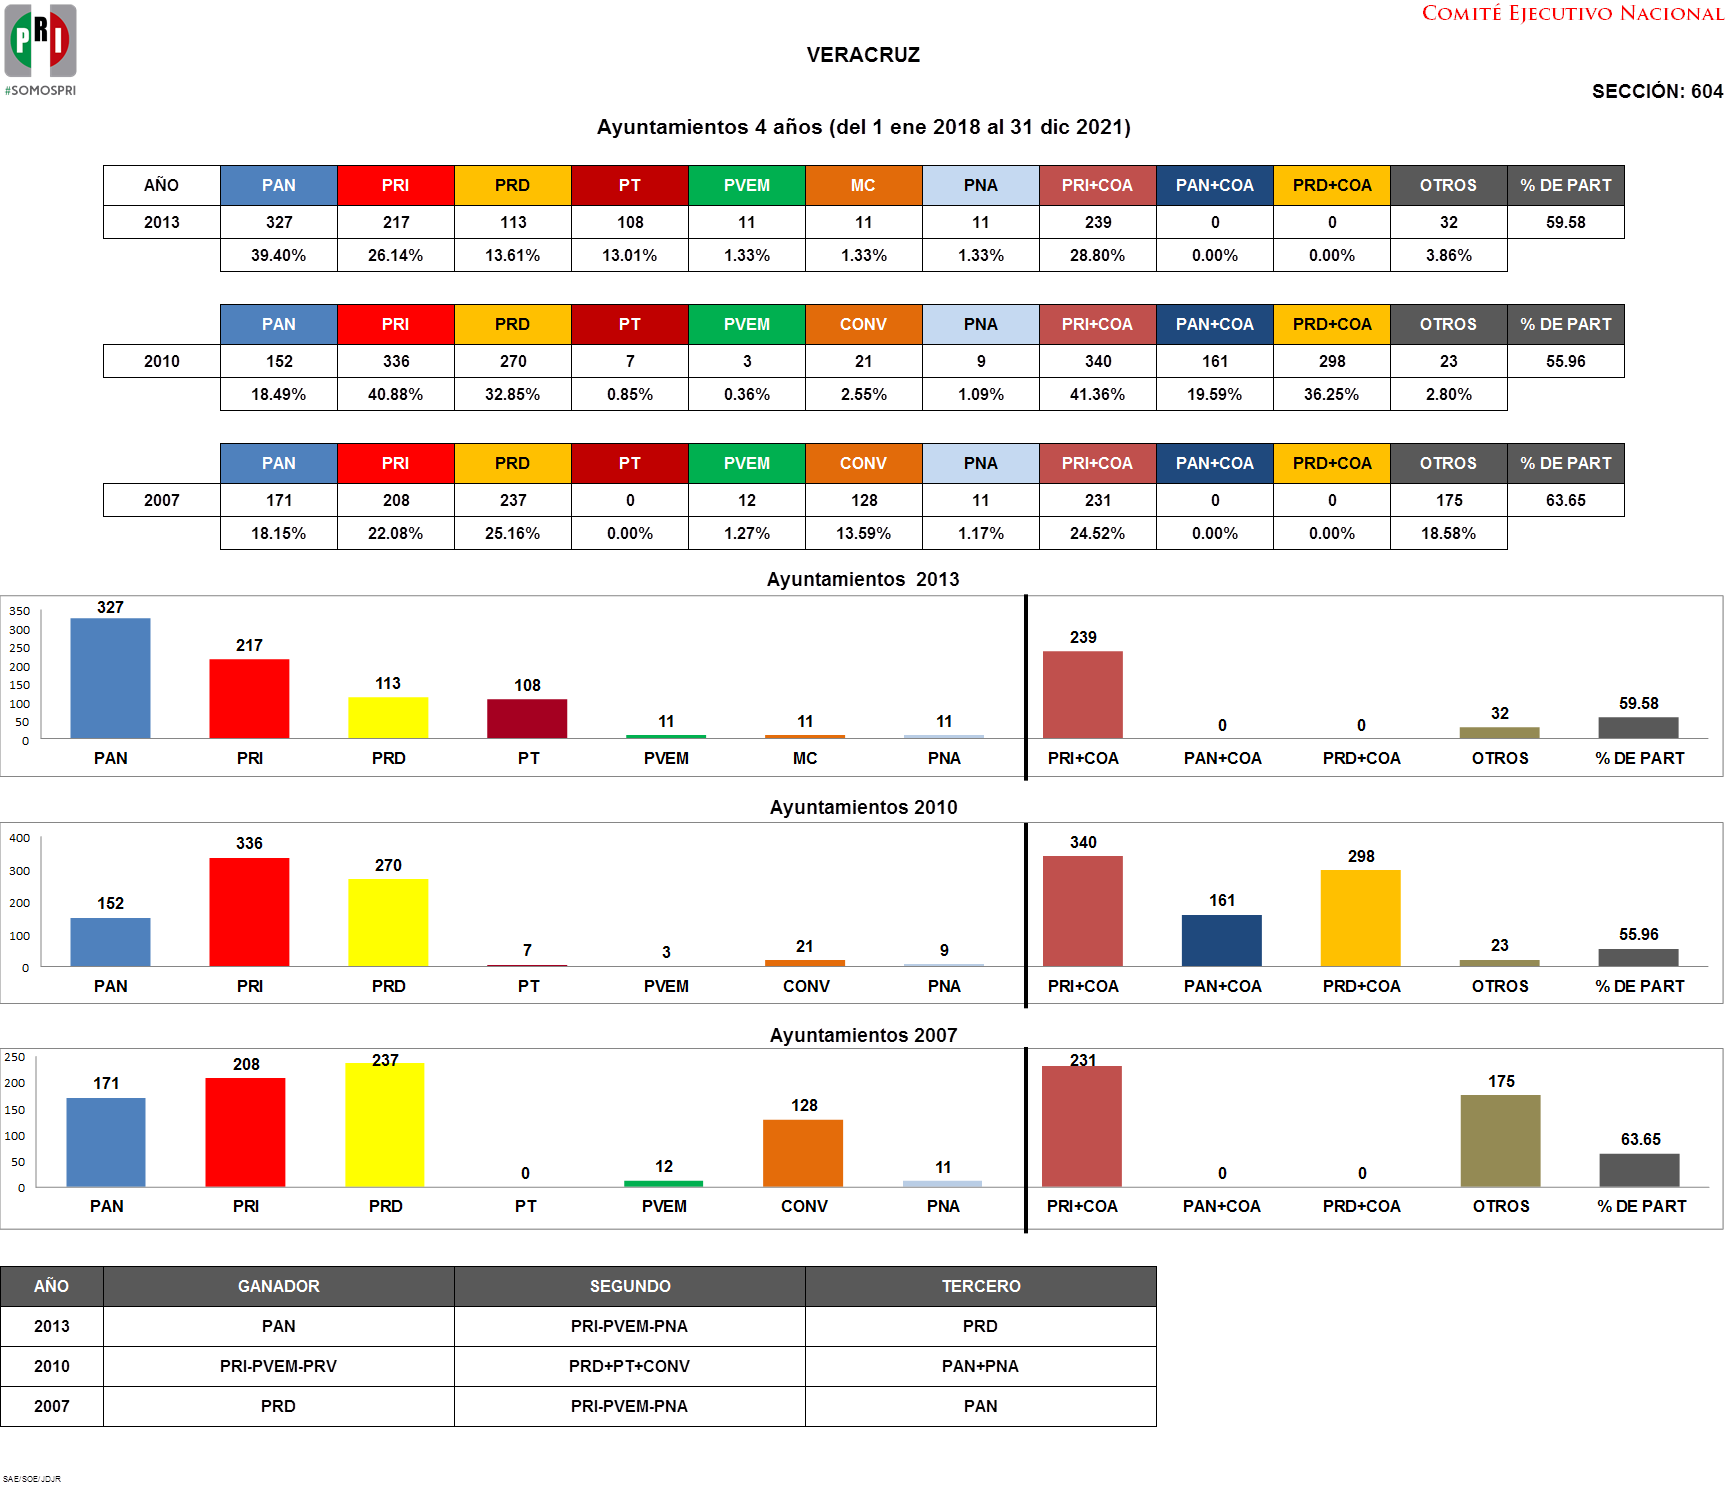 PRI
#SOMOSPRI
COMITÉ EJECUTIVO NACIONAL
VERACRUZ
SECCIÓN: 604
Ayuntamientos 4 años (del 1 ene 2018 al 31 dic 2021)
AÑO PAN PRI PRD PT PVEM MC PNA PRI+COA PAN+COA PRD+COA OTROS % DE PART
2013 327 217 113 108 11 11 11 239 0 0 32 59.58
39.40% 26.14% 13.61% 13.01% 1.33% 1.33% 1.33% 28.80% 0.00% 0.00% 3.86%
PAN PRI PRD PT PVEM CONV PNA PRI+COA PAN+COA PRD+COA OTROS % DE PART
2010 152 336 270 7 3 21 9 340 161 298 23 55.96
18.49% 40.88% 32.85% 0.85% 0.36% 2.55% 1.09% 41.36% 19.59% 36.25% 2.80%
PAN PRI PRD PT PVEM CONV PNA PRI+COA PAN+COA PRD+COA OTROS % DE PART
2007 171 208 237 0 12 128 11 231 0 0 175 63.65
18.15% 22.08% 25.16% 0.00% 1.27% 13.59% 1.17% 24.52% 0.00% 0.00% 18.58%
Ayuntamientos 2013
350
300
250
200
150
100
50
0
327 217 113 108 11 11 11 239 0 0 32 59.58
PAN PRI PRD PT PVEM MC PNA PRI+COA PAN+COA PRD+COA OTROS % DE PART
Ayuntamientos 2010
400
300
200
100
0
152 336 270 7 3 21 9 340 161 298 23 55.96
PAN PRI PRD PT PVEM CONV PNA PRI+COA PAN+COA PRD+COA OTROS % DE PART
Ayuntamientos 2007
250
200
150
100
50
0
171 208 237 0 12 128 11 231 0 0 175 63.65
PAN PRI PRD PT PVEM CONV PNA PRI+COA PAN+COA PRD+COA OTROS % DE PART
AÑO GANADOR SEGUNDO TERCERO
2013 PAN PRI-PVEM-PNA PRD
2010 PRI-PVEM-PRV PRD+PT+CONV PAN+PNA
2007 PRD PRI-PVEM-PNA PAN
SAE/SOE/JDJR